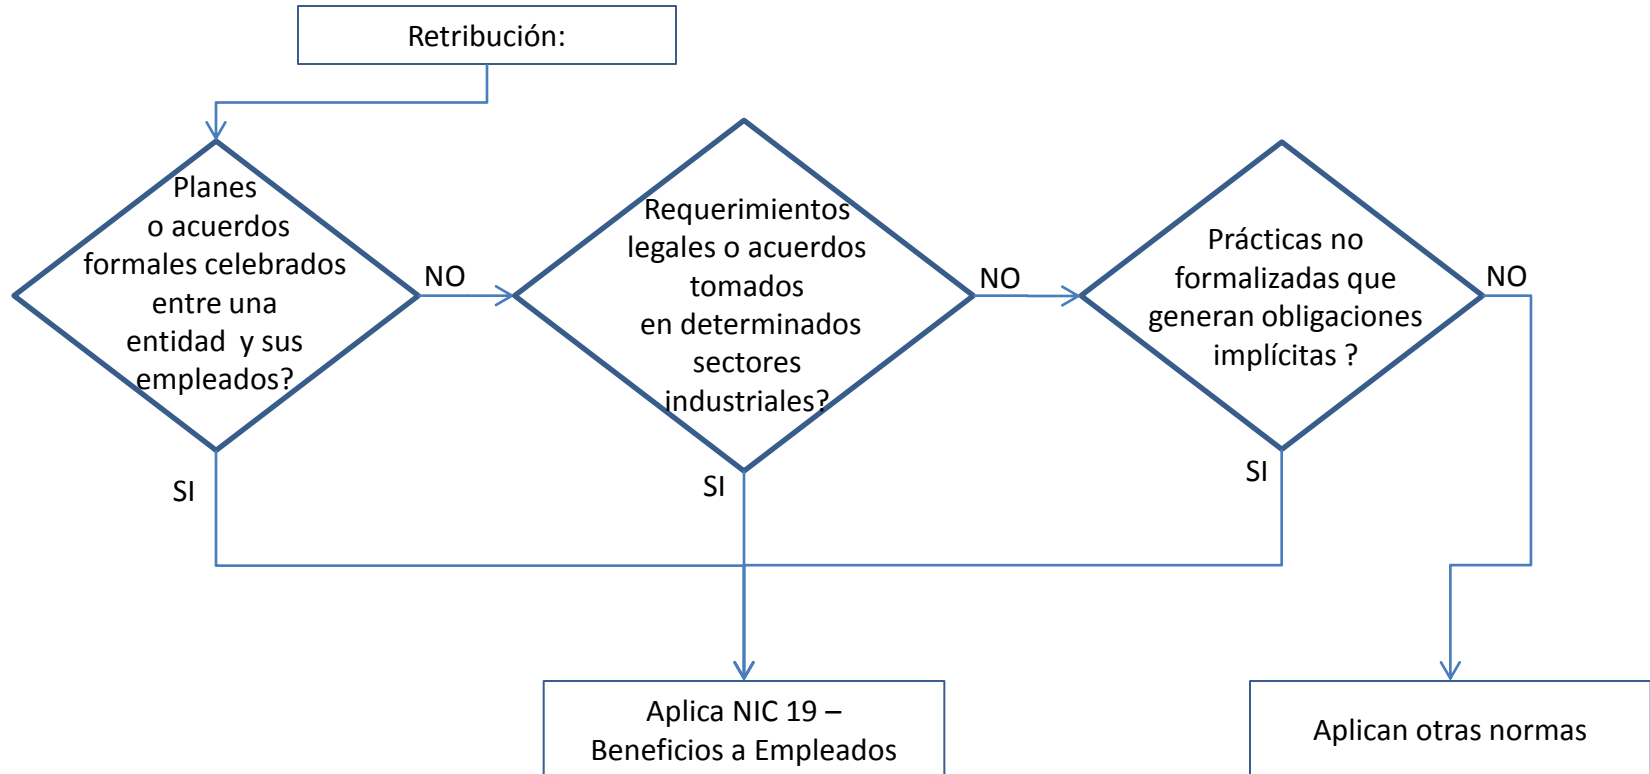 Retribución:
Planes
o acuerdos
formales celebrados
entre una
entidad  y sus
empleados?
NO
SI
Requerimientos
legales o acuerdos
tomados
en determinados
sectores
industriales?
NO
SI
Prácticas no
formalizadas que
generan obligaciones
implícitas ?
NO
SI
Aplica NIC 19 –
Beneficios a Empleados
Aplican otras normas